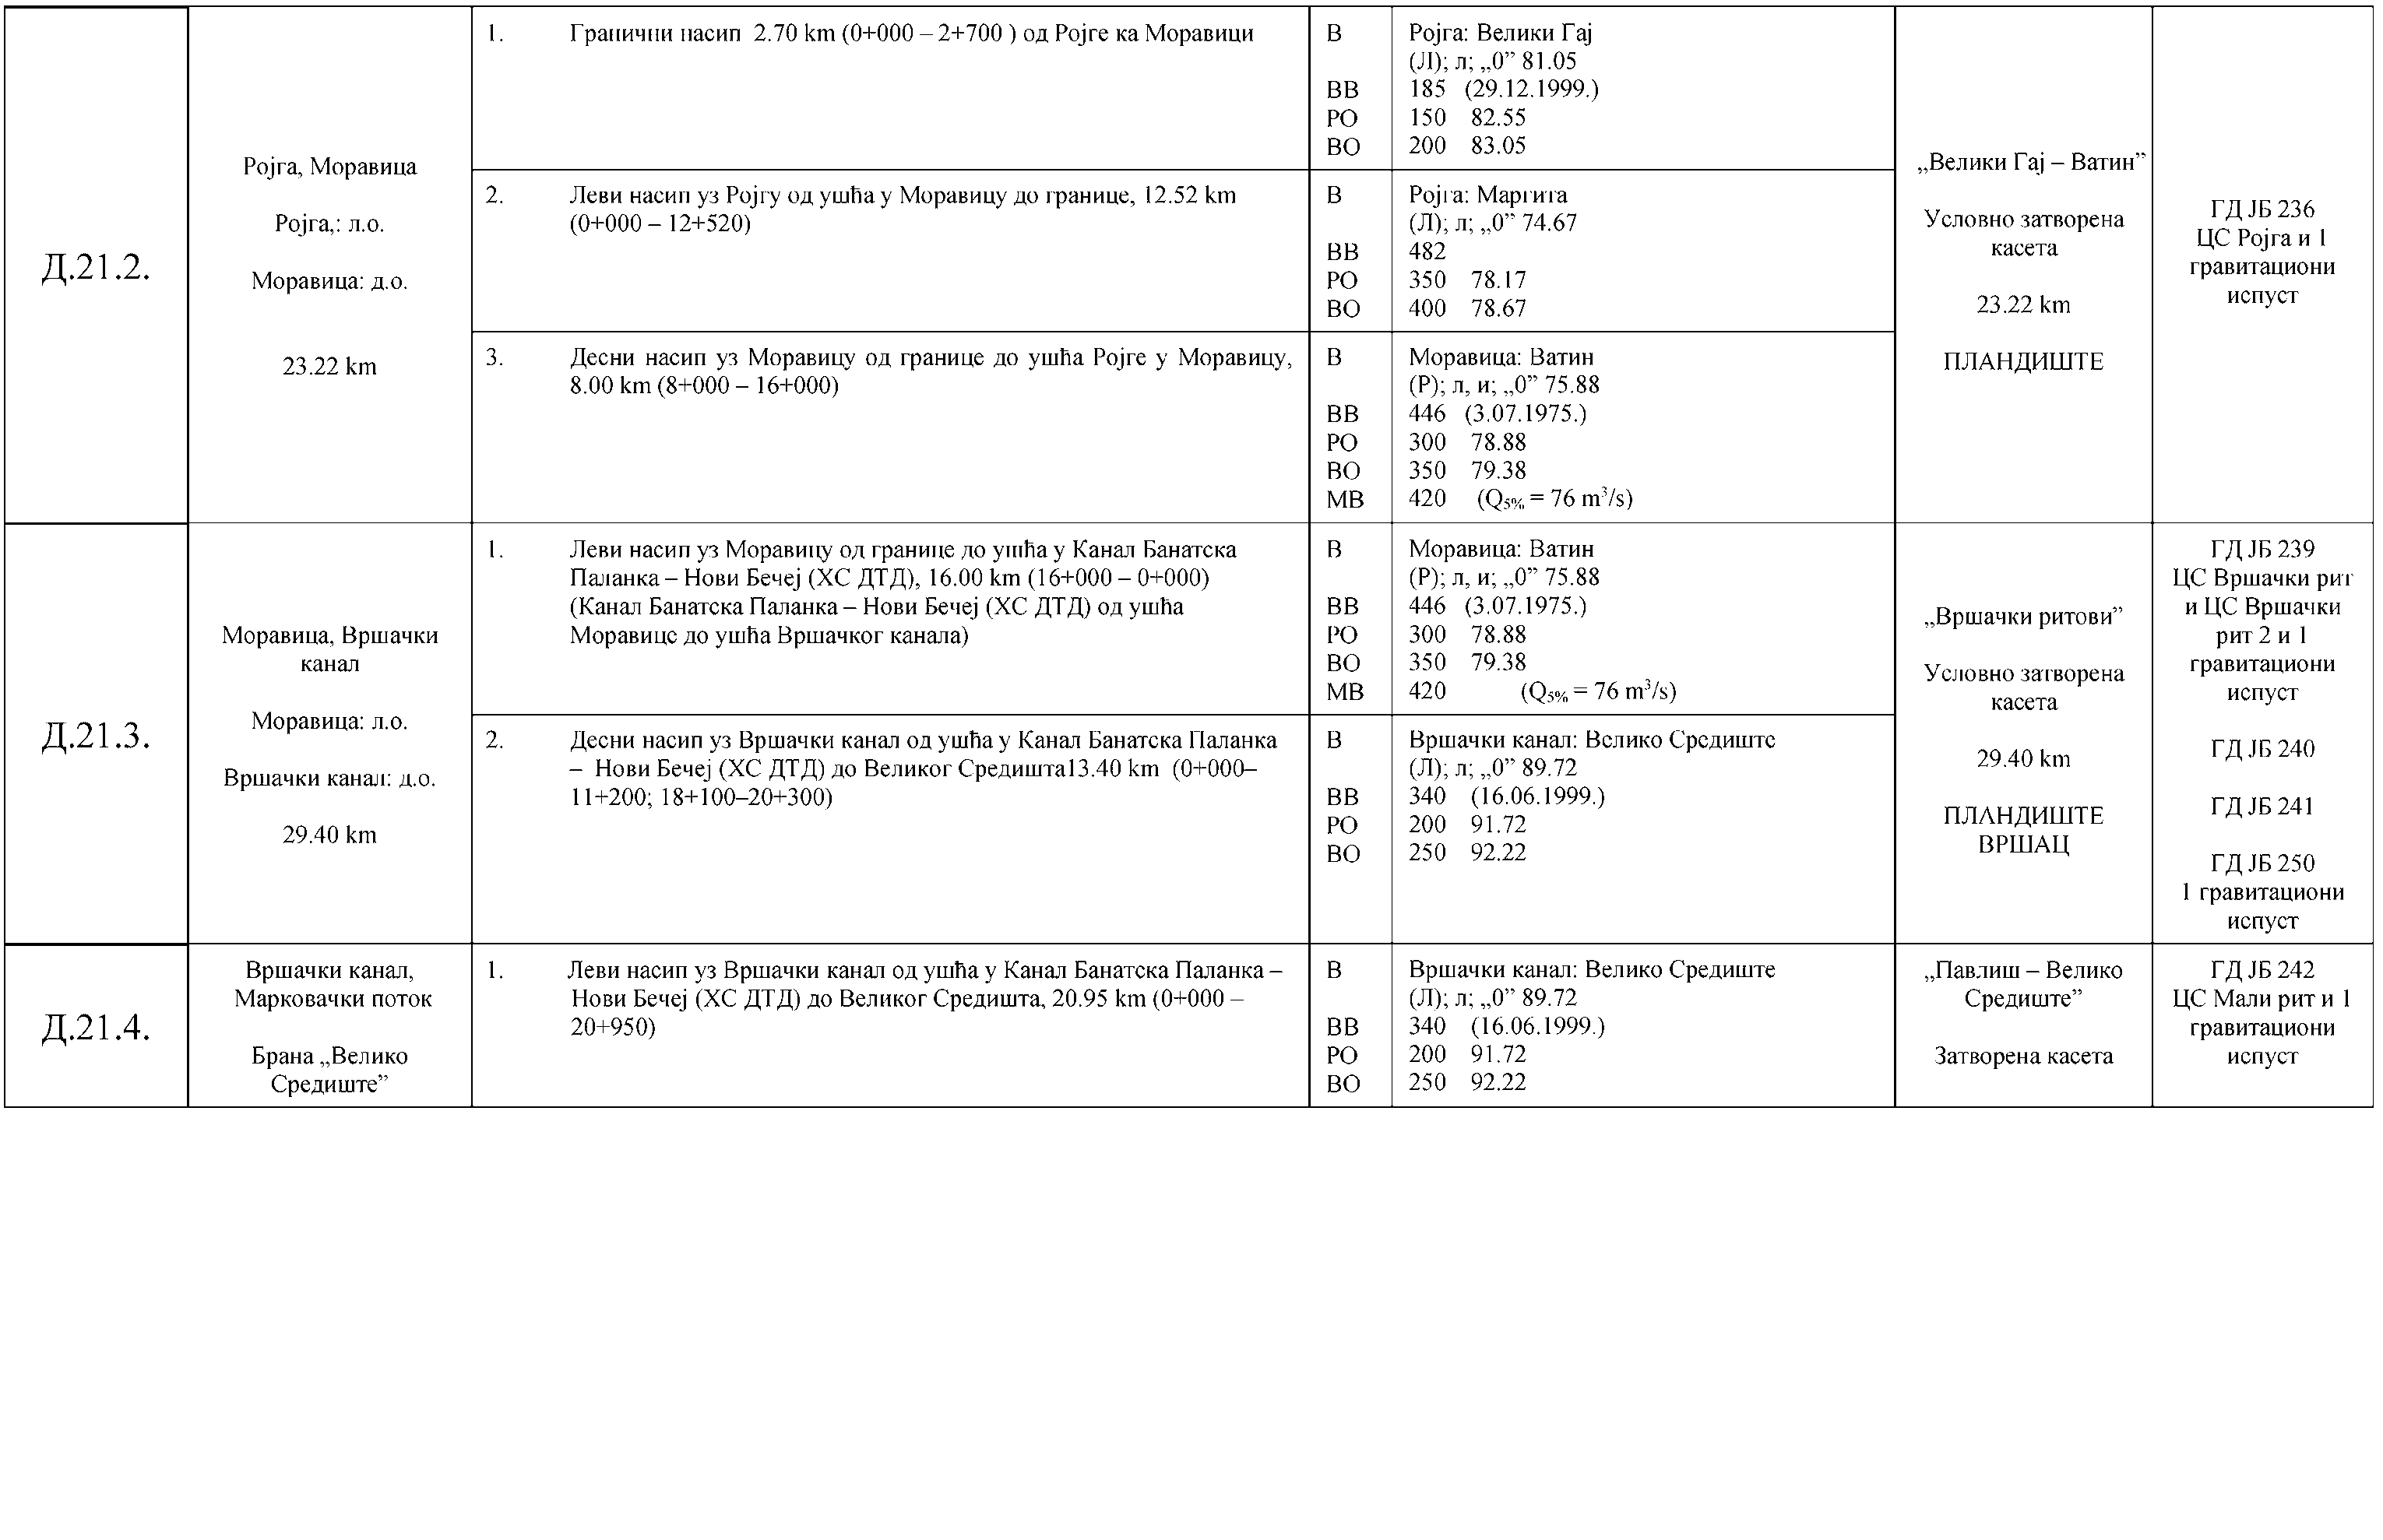 Д.21.2.
Ројга, Моравица
Ројга,: л.о.
Моравица: д.о.
23.22 km
1. Гранични насип 2.70 km (0+000 – 2+700 ) од Ројге ка Моравици
В Ројга: Велики Гај
(Л); л; „0” 81.05
ВВ 185 (29.12.1999.)
РО 150 82.55
ВО 200 83.05
2. Леви насип уз Ројгу од ушћа у Моравицу до границе, 12.52 km
(0+000 – 12+520)
В Ројга: Маргита
(Л); л; „0” 74.67
ВВ 482
РО 350 78.17
ВО 400 78.67
3. Десни насип уз Моравицу од границе до ушћа Ројге у Моравицу,
8.00 km (8+000 – 16+000)
В Моравица: Ватин
(Р); л, и; „0” 75.88
ВВ 446 (3.07.1975.)
РО 300 78.88
ВО 350 79.38
МВ 420 (Q5% = 76 m³/s)
„Велики Гај – Ватин”
Условно затворена
касета
23.22 km
ПЛАНДИШТЕ
ГД ЈБ 236
ЦС Ројга и 1
гравитациони
испуст
Д.21.3.
Моравица, Вршачки
канал
Моравица: л.о.
Вршачки канал: д.о.
29.40 km
1. Леви насип уз Моравицу од границе до ушћа у Канал Банатска
Паланка – Нови Бечеј (ХС ДТД), 16.00 km (16+000 – 0+000)
(Канал Банатска Паланка – Нови Бечеј (ХС ДТД) од ушћа
Моравице до ушћа Вршачког канала)
В Моравица: Ватин
(Р); л, и; „0” 75.88
ВВ 446 (3.07.1975.)
РО 300 78.88
ВО 350 79.38
МВ 420 (Q5% = 76 m³/s)
2. Десни насип уз Вршачки канал од ушћа у Канал Банатска Паланка
– Нови Бечеј (ХС ДТД) до Великог Средишта13.40 km (0+000–
11+200; 18+100–20+300)
В Вршачки канал: Велико Средиште
(Л); л; „0” 89.72
ВВ 340 (16.06.1999.)
РО 200 91.72
ВО 250 92.22
„Вршачки ритови”
Условно затворена
касета
29.40 km
ПЛАНДИШТЕ
ВРШАЦ
ГД ЈБ 239
ЦС Вршачки рит
и ЦС Вршачки
рит 2 и 1
гравитациони
испуст
ГД ЈБ 240
ГД ЈБ 241
ГД ЈБ 250
1 гравитациони
испуст
Д.21.4.
Вршачки канал,
Марковачки поток
Брана „Велико
Средиште”
1. Леви насип уз Вршачки канал од ушћа у Канал Банатска Паланка –
Нови Бечеј (ХС ДТД) до Великог Средишта, 20.95 km (0+000 –
20+950)
В Вршачки канал: Велико Средиште
(Л); л; „0” 89.72
ВВ 340 (16.06.1999.)
РО 200 91.72
ВО 250 92.22
„Павлиш – Велико
Средиште”
Затворена касета
ГД ЈБ 242
ЦС Мали рит и 1
гравитациони
испуст